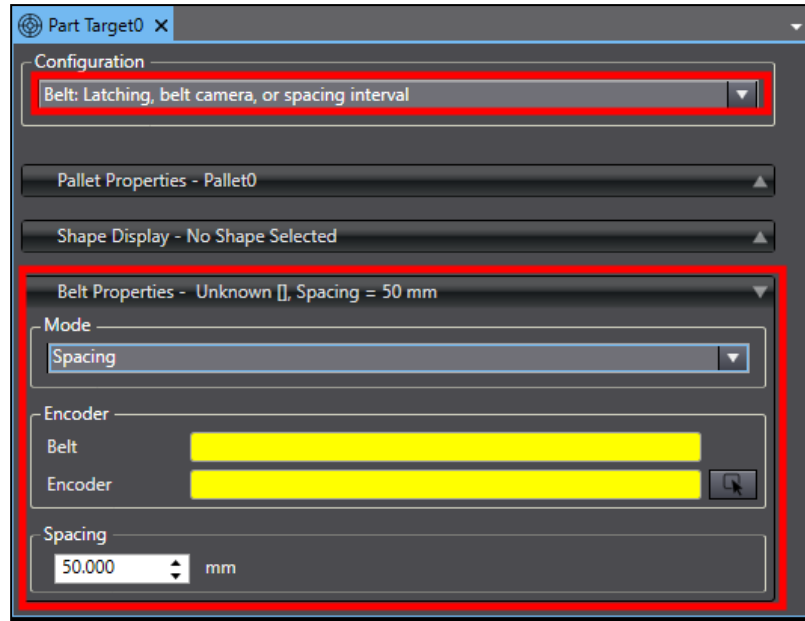 Part Target0
Configuration
Belt: Latching, belt camera, or spacing interval
Pallet Properties - Pallet0
Shape Display - No Shape Selected
Belt Properties - Unknown [], Spacing = 50 mm
Mode
Spacing
Encoder
Belt
Encoder
Spacing
50.000 mm